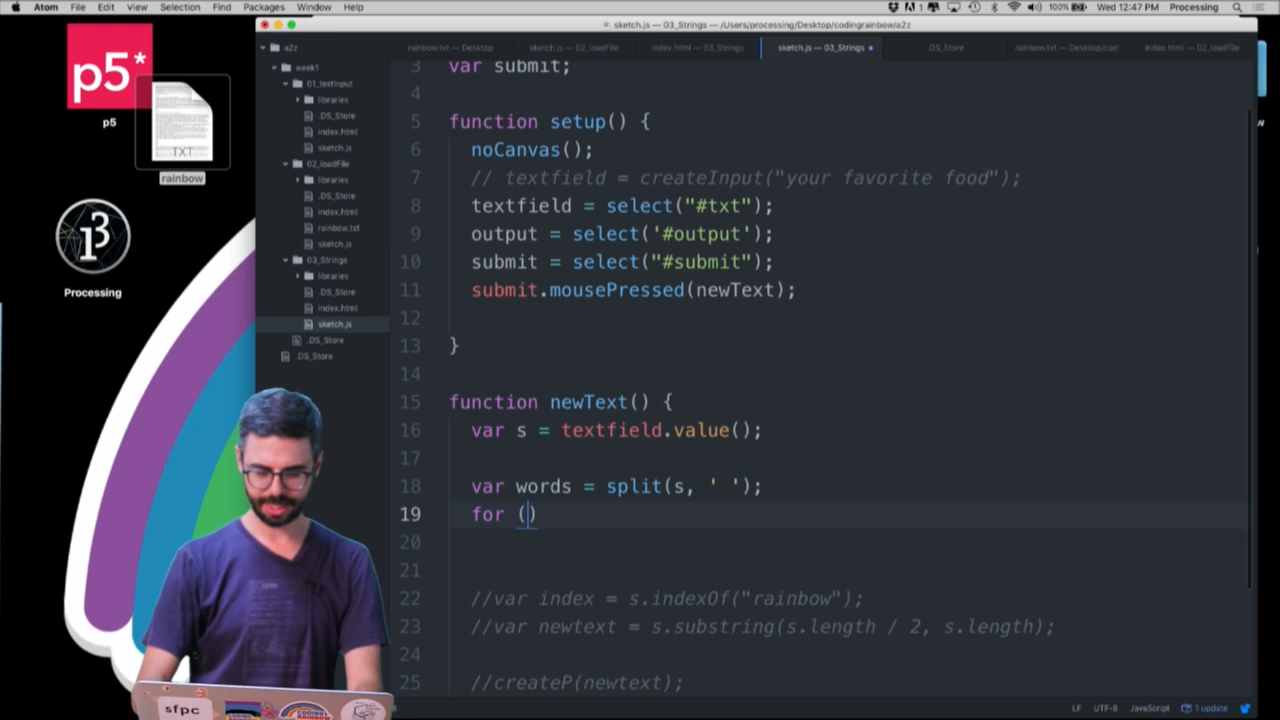 Atom File Edit View Selection Find Packages Window Help 100% Wed 12:47 PM Processing
sketch.js — 03_Strings — /Users/processing/Desktop/codingrainbow/a2z
rainbow.txt — Desktop sketch.js — 02_loadFile index.html — 03_Strings sketch.js — 03_Strings .DS_Store rainbow.txt — Desktop/codi index.html — 02_loadFile
p5*
p5
TXT
rainbow
Processing
a2z
week1
01_textInput
libraries
.DS_Store
index.html
sketch.js
02_loadFile
libraries
.DS_Store
index.html
rainbow.txt
sketch.js
03_Strings
libraries
.DS_Store
index.html
sketch.js
.DS_Store
.DS_Store
3 var submit;
4
5 function setup() {
6 noCanvas();
7 // textfield = createInput("your favorite food");
8 textfield = select("#txt");
9 output = select('#output');
10 submit = select("#submit");
11 submit.mousePressed(newText);
12
13 }
14
15 function newText() {
16 var s = textfield.value();
17
18 var words = split(s, ' ');
19 for ()
20
21
22 //var index = s.indexOf("rainbow");
23 //var newtext = s.substring(s.length / 2, s.length);
24
25 //createP(newtext);
LF UTF-8 JavaScript 1 update
sfpc